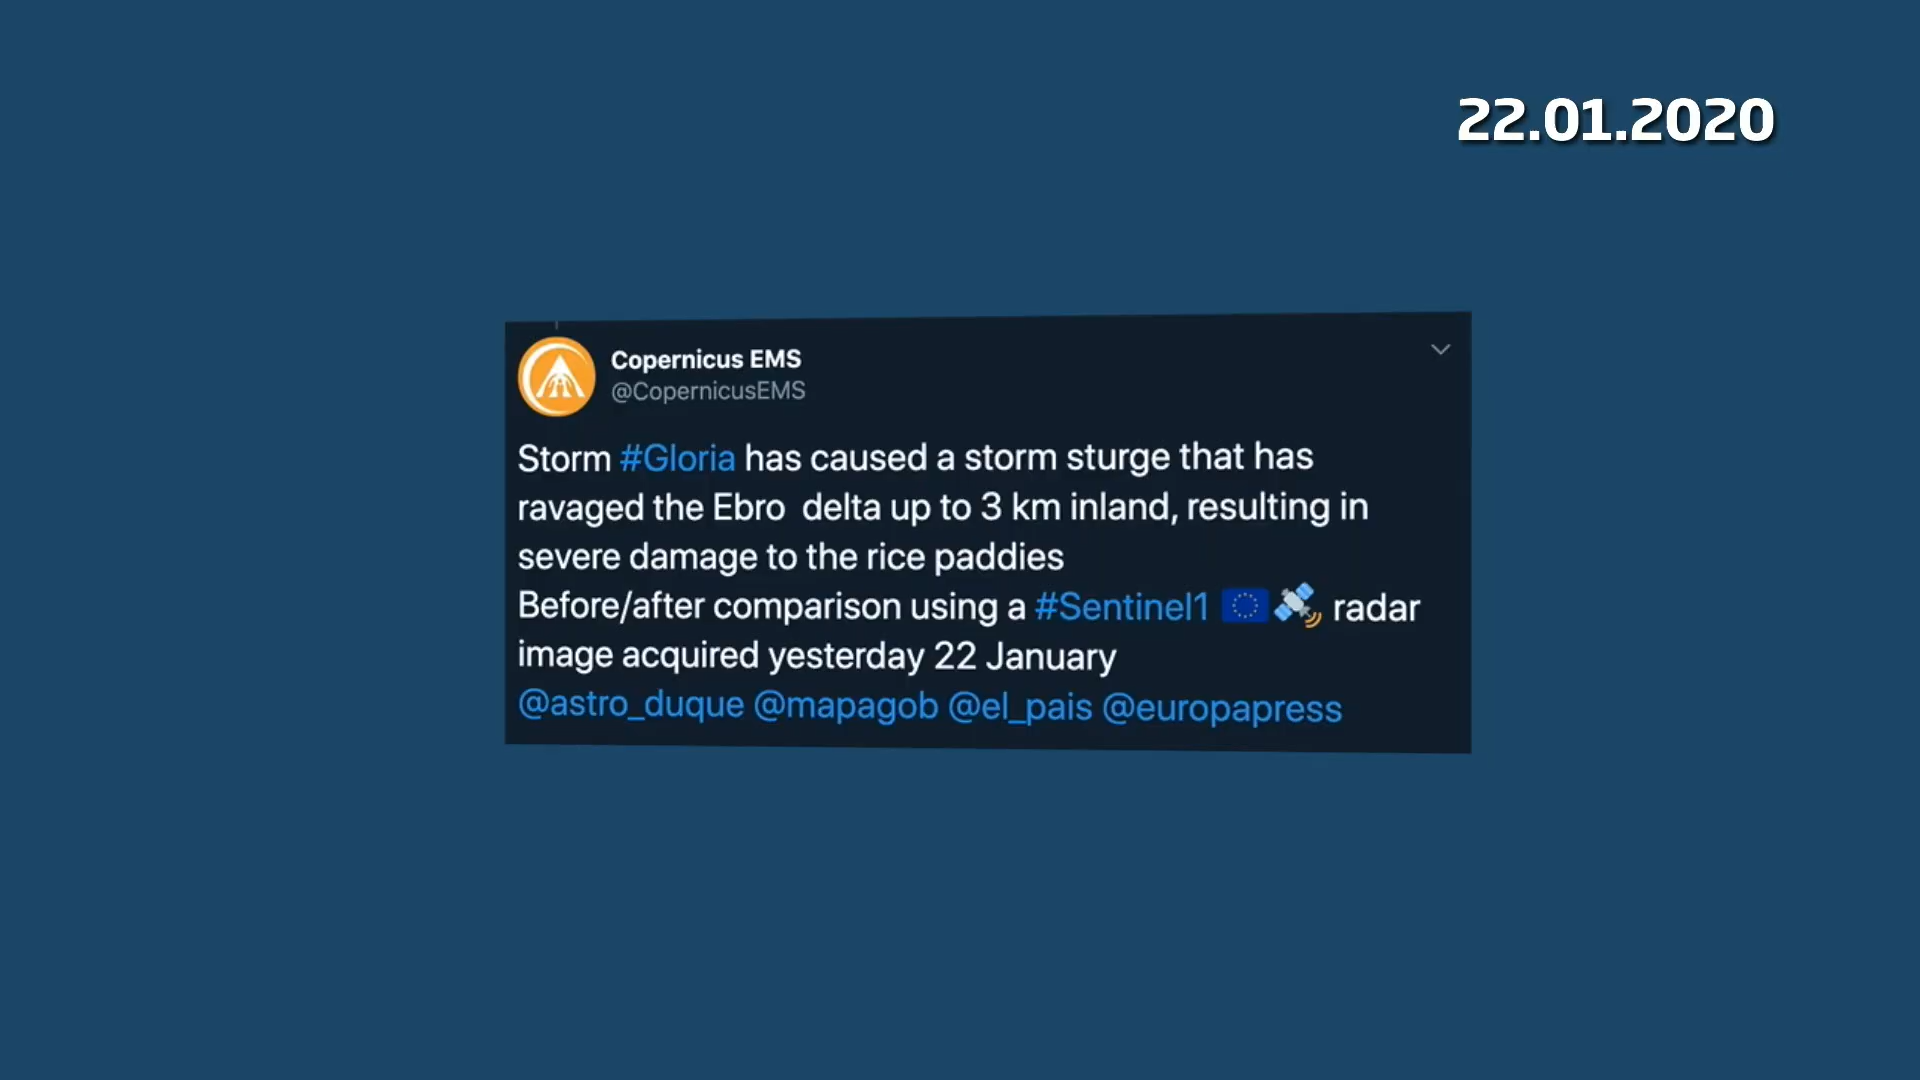 22.01.2020
Copernicus EMS
@CopernicusEMS
Storm #Gloria has caused a storm sturge that has
ravaged the Ebro  delta up to 3 km inland, resulting in
severe damage to the rice paddies
Before/after comparison using a #Sentinel1 🇪🇺🛰️ radar
image acquired yesterday 22 January
@astro_duque @mapagob @el_pais @europapress